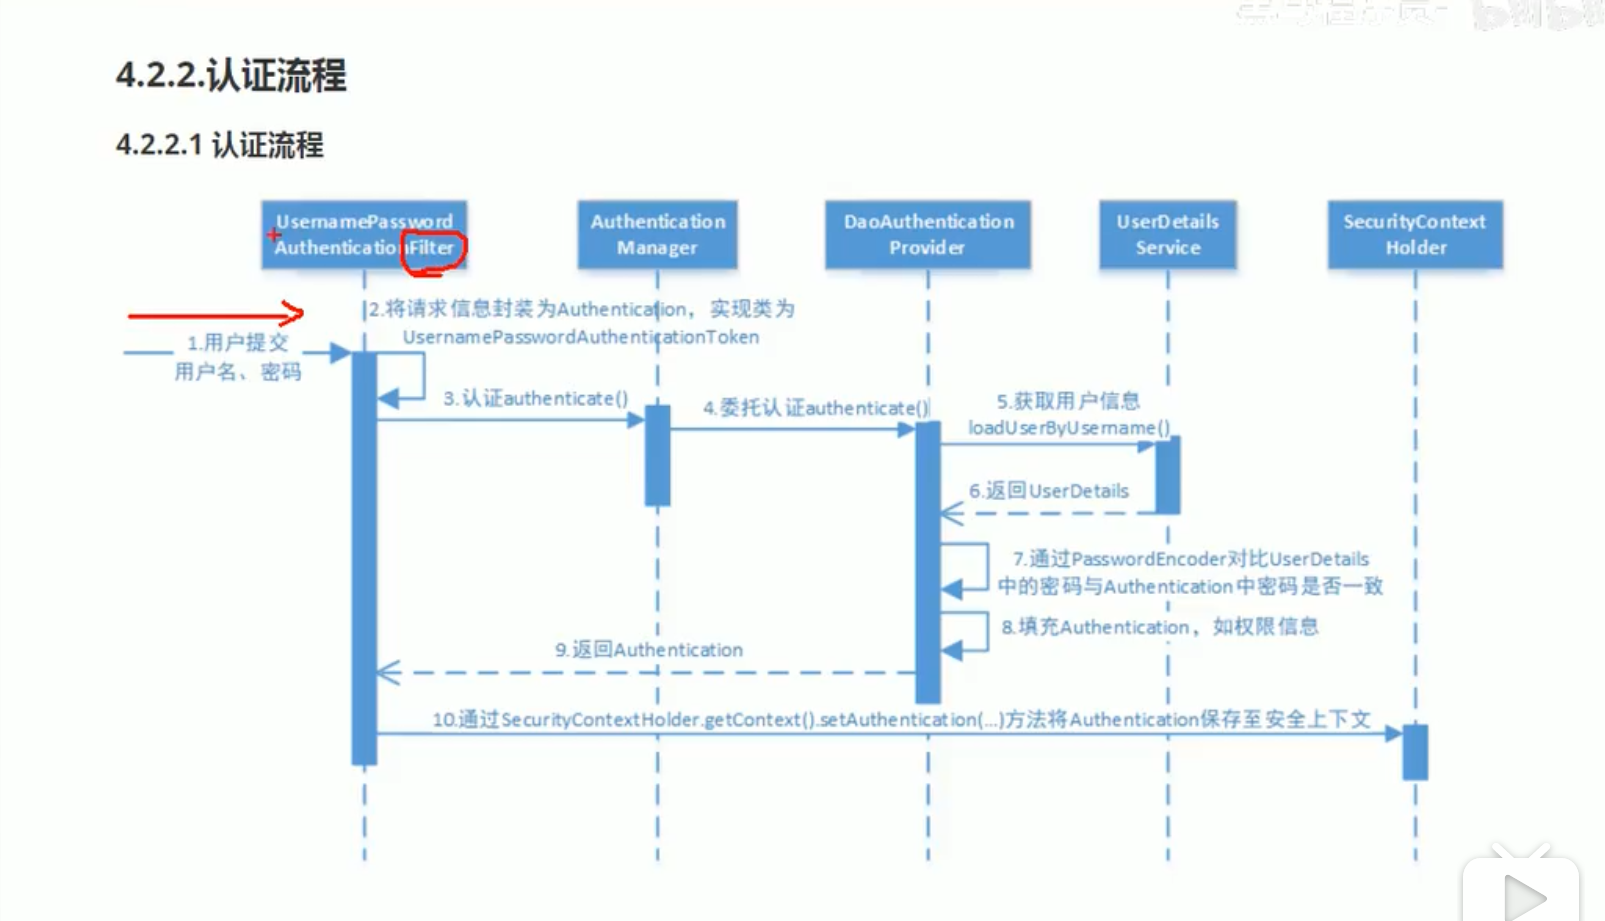 4.2.2.认证流程
4.2.2.1 认证流程
UsernamePassword
AuthenticationFilter
Authentication
Manager
DaoAuthentication
Provider
UserDetails
Service
SecurityContext
Holder
2.将请求信息封装为Authentication，实现类为
UsernamePasswordAuthenticationToken
1.用户提交
用户名、密码
3.认证authenticate()
4.委托认证authenticate()
5.获取用户信息
loadUserByUsername()
6.返回UserDetails
7.通过PasswordEncoder对比UserDetails
中的密码与Authentication中密码是否一致
8.填充Authentication，如权限信息
9.返回Authentication
10.通过SecurityContextHolder.getContext().setAuthentication(...)方法将Authentication保存至安全上下文